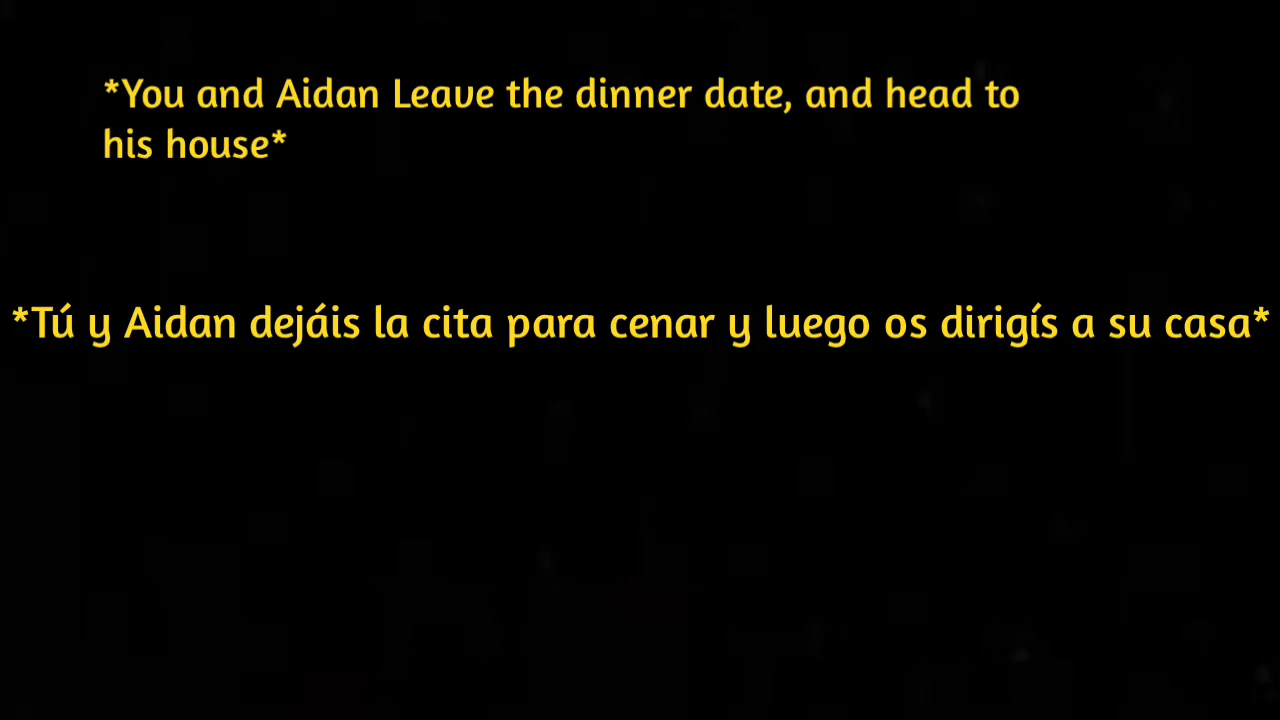 *You and Aidan Leave the dinner date, and head to
his house*
*Tú y Aidan dejáis la cita para cenar y luego os dirigís a su casa*